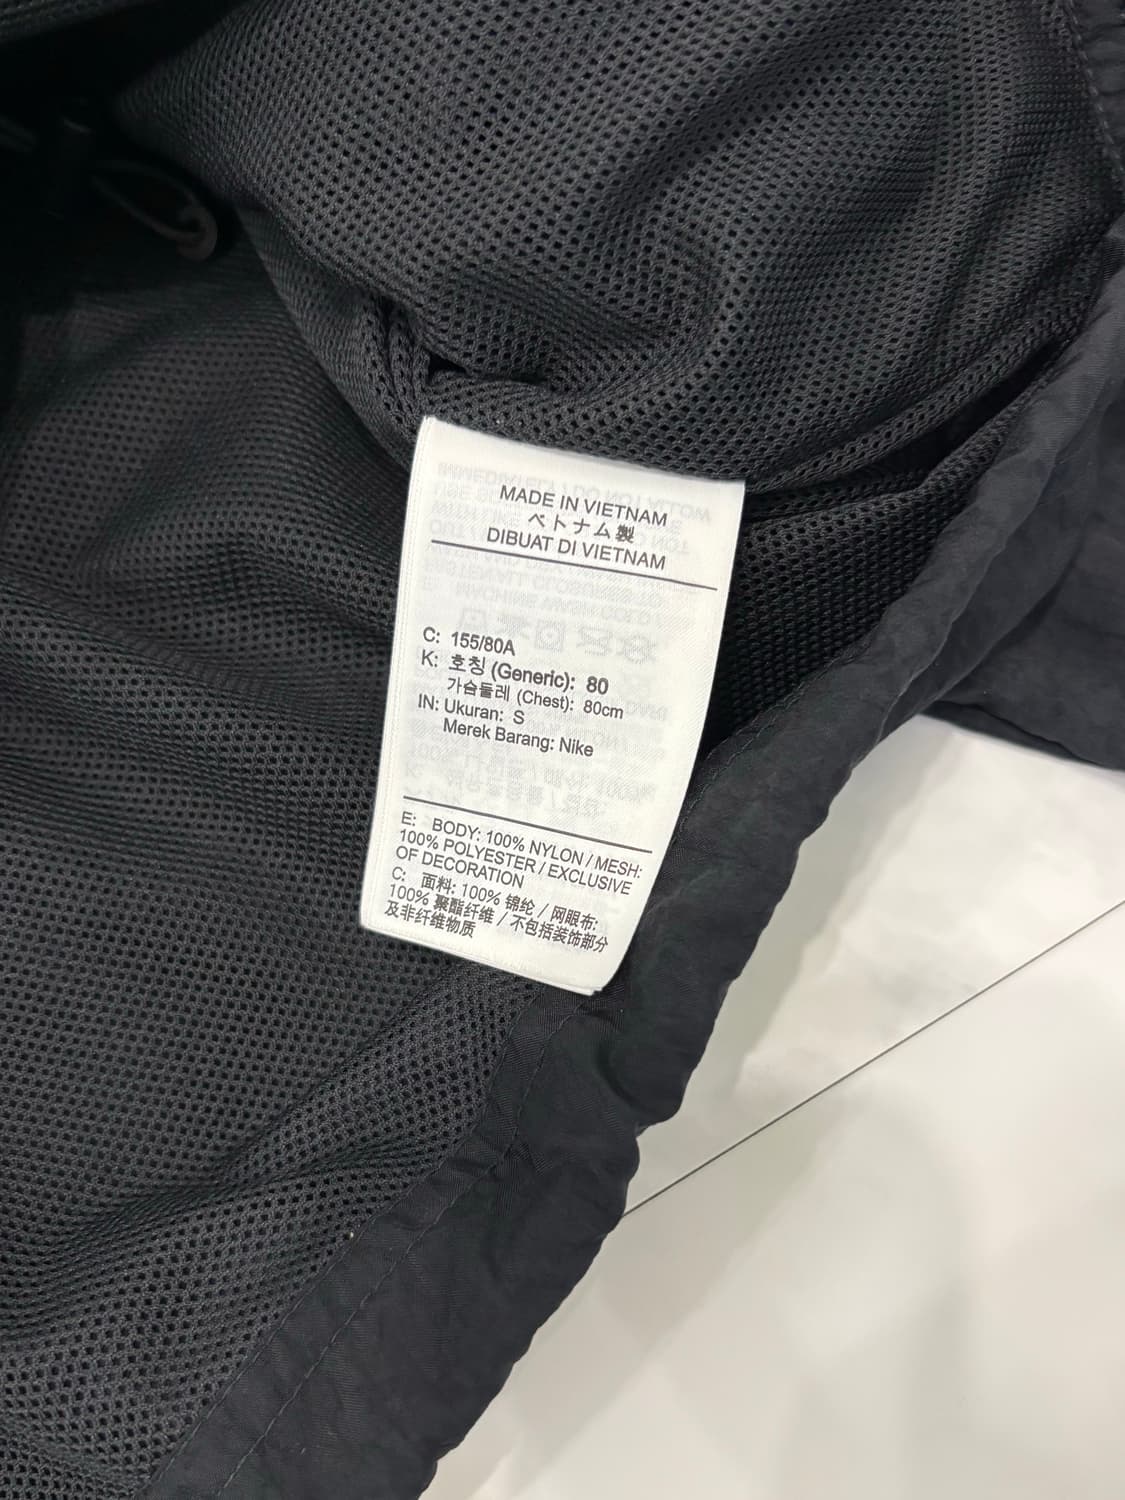 MADE IN VIETNAM
ベトナム製
DIBUAT DI VIETNAM
C: 155/80A
K: 호칭 (Generic): 80
가슴둘레 (Chest): 80cm
IN: Ukuran: S
Merek Barang: Nike
E: BODY: 100% NYLON / MESH:
100% POLYESTER / EXCLUSIVE
OF DECORATION
C: 面料: 100% 锦纶 / 网眼布:
100% 聚酯纤维 / 不包括装饰部分
及非纤维物质